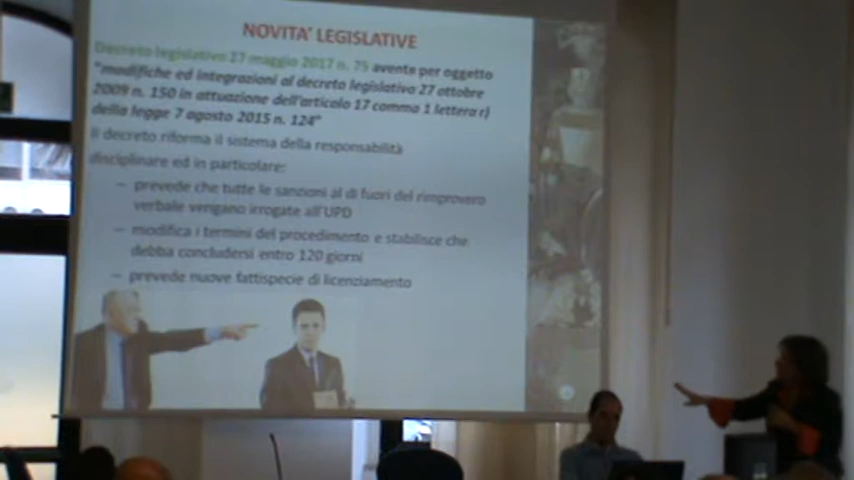 NOVITA' LEGISLATIVE
Decreto legislativo 27 maggio 2017 n. 75 avente per oggetto
"modifiche ed integrazioni al decreto legislativo 27 ottobre
2009 n. 150 in attuazione dell'articolo 17 comma 1 lettera r)
della legge 7 agosto 2015 n. 124"
Il decreto riforma il sistema della responsabilità
disciplinare ed in particolare:
– prevede che tutte le sanzioni al di fuori del rimprovero
verbale vengano irrogate all'UPD
– modifica i termini del procedimento e stabilisce che
debba concludersi entro 120 giorni
– prevede nuove fattispecie di licenziamento